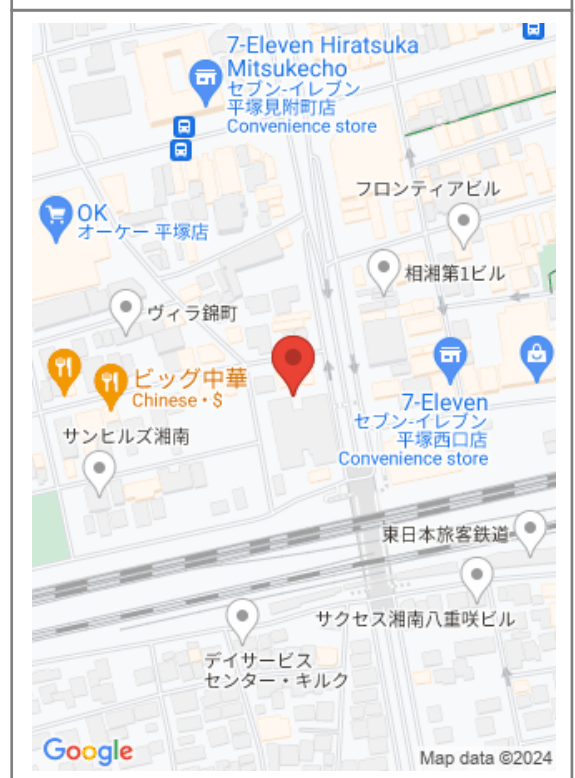 7-Eleven Hiratsuka
Mitsukecho
セブン-イレブン
平塚見附町店
Convenience store
フロンティアビル
OK
オーケー 平塚店
相湘第1ビル
ヴィラ錦町
ビッグ中華
Chinese・$
7-Eleven
セブン-イレブン
平塚西口店
Convenience store
サンヒルズ湘南
東日本旅客鉄道
サクセス湘南八重咲ビル
デイサービス
センター・キルク
Google
Map data ©2024